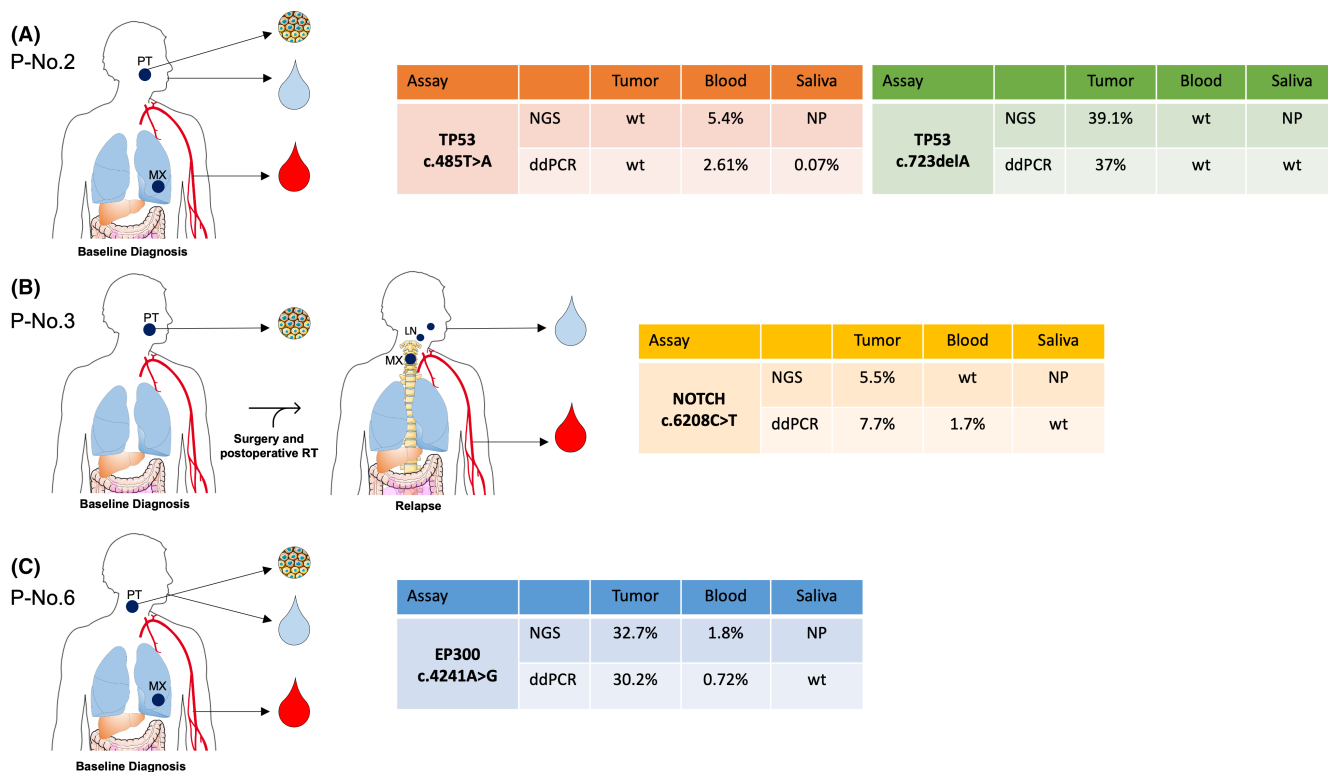 (A)
P-No.2
PT
MX
Baseline Diagnosis
Assay Tumor Blood Saliva
TP53
c.485T>A
NGS wt 5.4% NP
ddPCR wt 2.61% 0.07%
Assay Tumor Blood Saliva
TP53
c.723delA
NGS 39.1% wt NP
ddPCR 37% wt wt
(B)
P-No.3
PT
Baseline Diagnosis
Surgery and
postoperative RT
LN
MX
Relapse
Assay Tumor Blood Saliva
NOTCH
c.6208C>T
NGS 5.5% wt NP
ddPCR 7.7% 1.7% wt
(C)
P-No.6
PT
MX
Baseline Diagnosis
Assay Tumor Blood Saliva
EP300
c.4241A>G
NGS 32.7% 1.8% NP
ddPCR 30.2% 0.72% wt